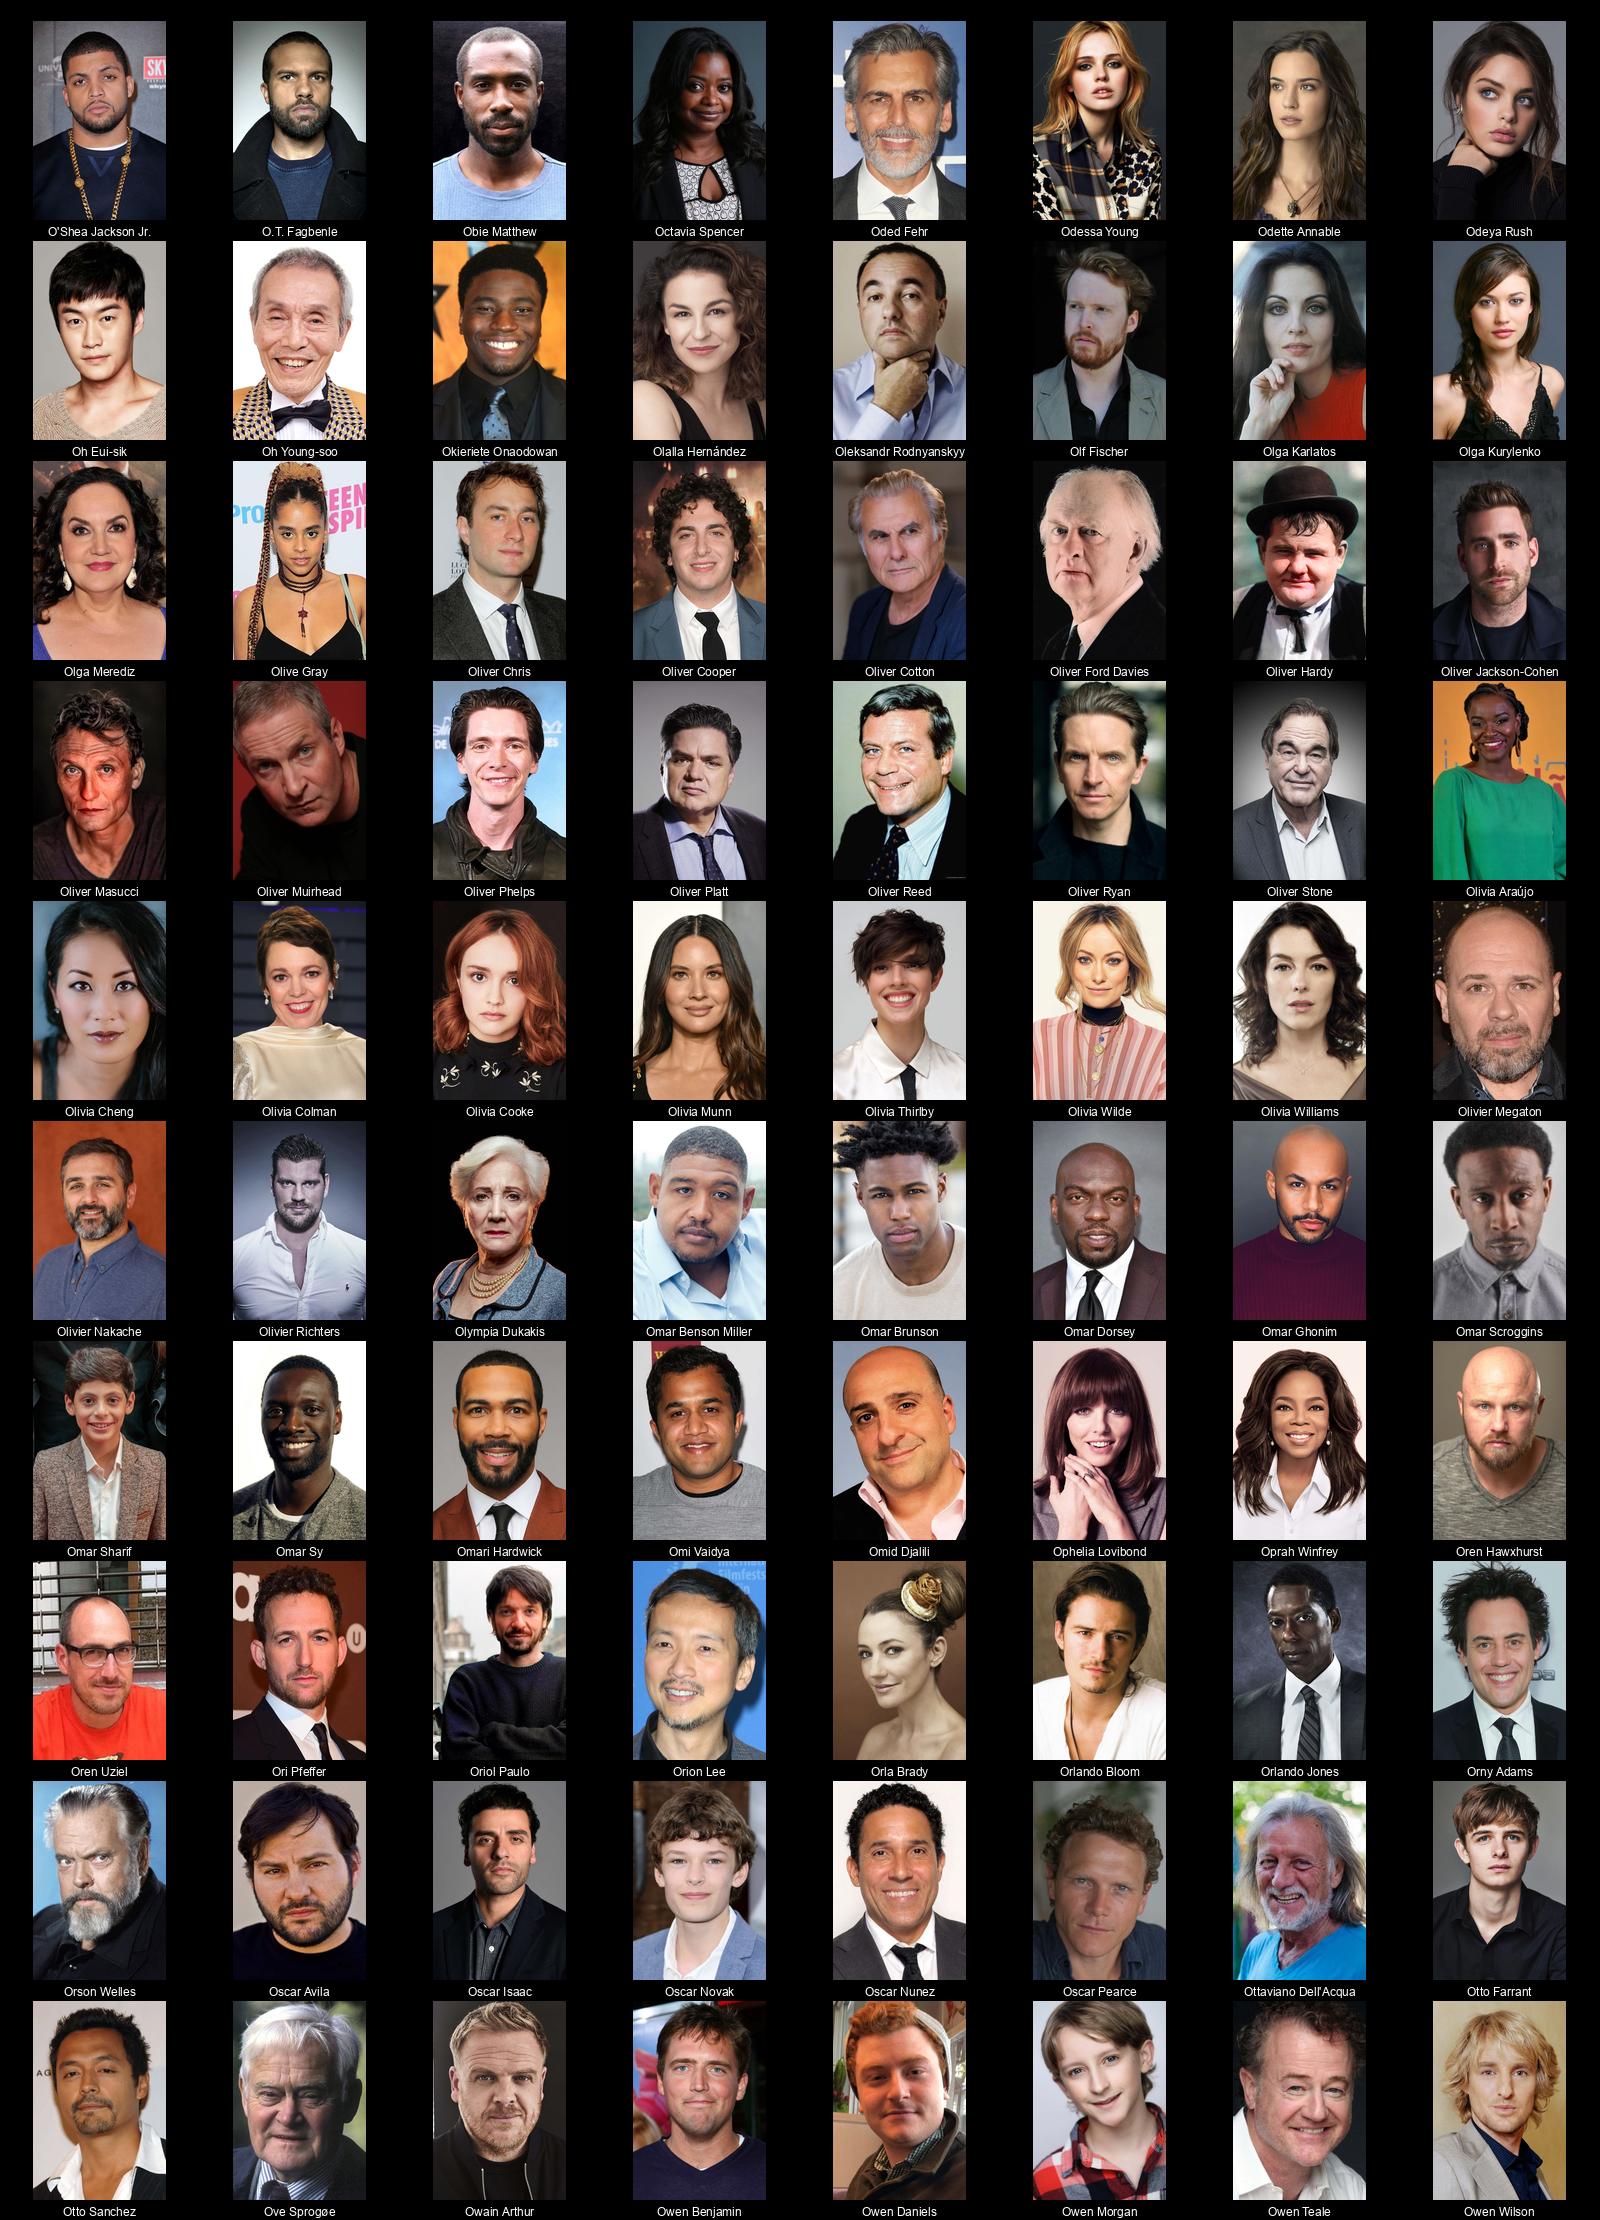 UNIV
SKY
O'Shea Jackson Jr.
O.T. Fagbenle
Obie Matthew
Octavia Spencer
Oded Fehr
Odessa Young
Odette Annable
Odeya Rush
Oh Eui-sik
Oh Young-soo
Okieriete Onaodowan
Olalla Hernández
Oleksandr Rodnyanskyy
Olf Fischer
Olga Karlatos
Olga Kurylenko
Pro
TEEN
SPI
Olga Merediz
Olive Gray
Oliver Chris
Oliver Cooper
Oliver Cotton
Oliver Ford Davies
Oliver Hardy
Oliver Jackson-Cohen
Oliver Masucci
Oliver Muirhead
Oliver Phelps
Oliver Platt
Oliver Reed
Oliver Ryan
Oliver Stone
Olivia Araújo
Olivia Cheng
Olivia Colman
Olivia Cooke
Olivia Munn
Olivia Thirlby
Olivia Wilde
Olivia Williams
Olivier Megaton
Olivier Nakache
Olivier Richters
Olympia Dukakis
Omar Benson Miller
Omar Brunson
Omar Dorsey
Omar Ghonim
Omar Scroggins
Omar Sharif
Omar Sy
Omari Hardwick
Omi Vaidya
Omid Djalili
Ophelia Lovibond
Oprah Winfrey
Oren Hawxhurst
Filmfests
Oren Uziel
Ori Pfeffer
Oriol Paulo
Orion Lee
Orla Brady
Orlando Bloom
Orlando Jones
Orny Adams
Orson Welles
Oscar Avila
Oscar Isaac
Oscar Novak
Oscar Nunez
Oscar Pearce
Ottaviano Dell'Acqua
Otto Farrant
AG
Otto Sanchez
Ove Sprogøe
Owain Arthur
Owen Benjamin
Owen Daniels
Owen Morgan
Owen Teale
Owen Wilson